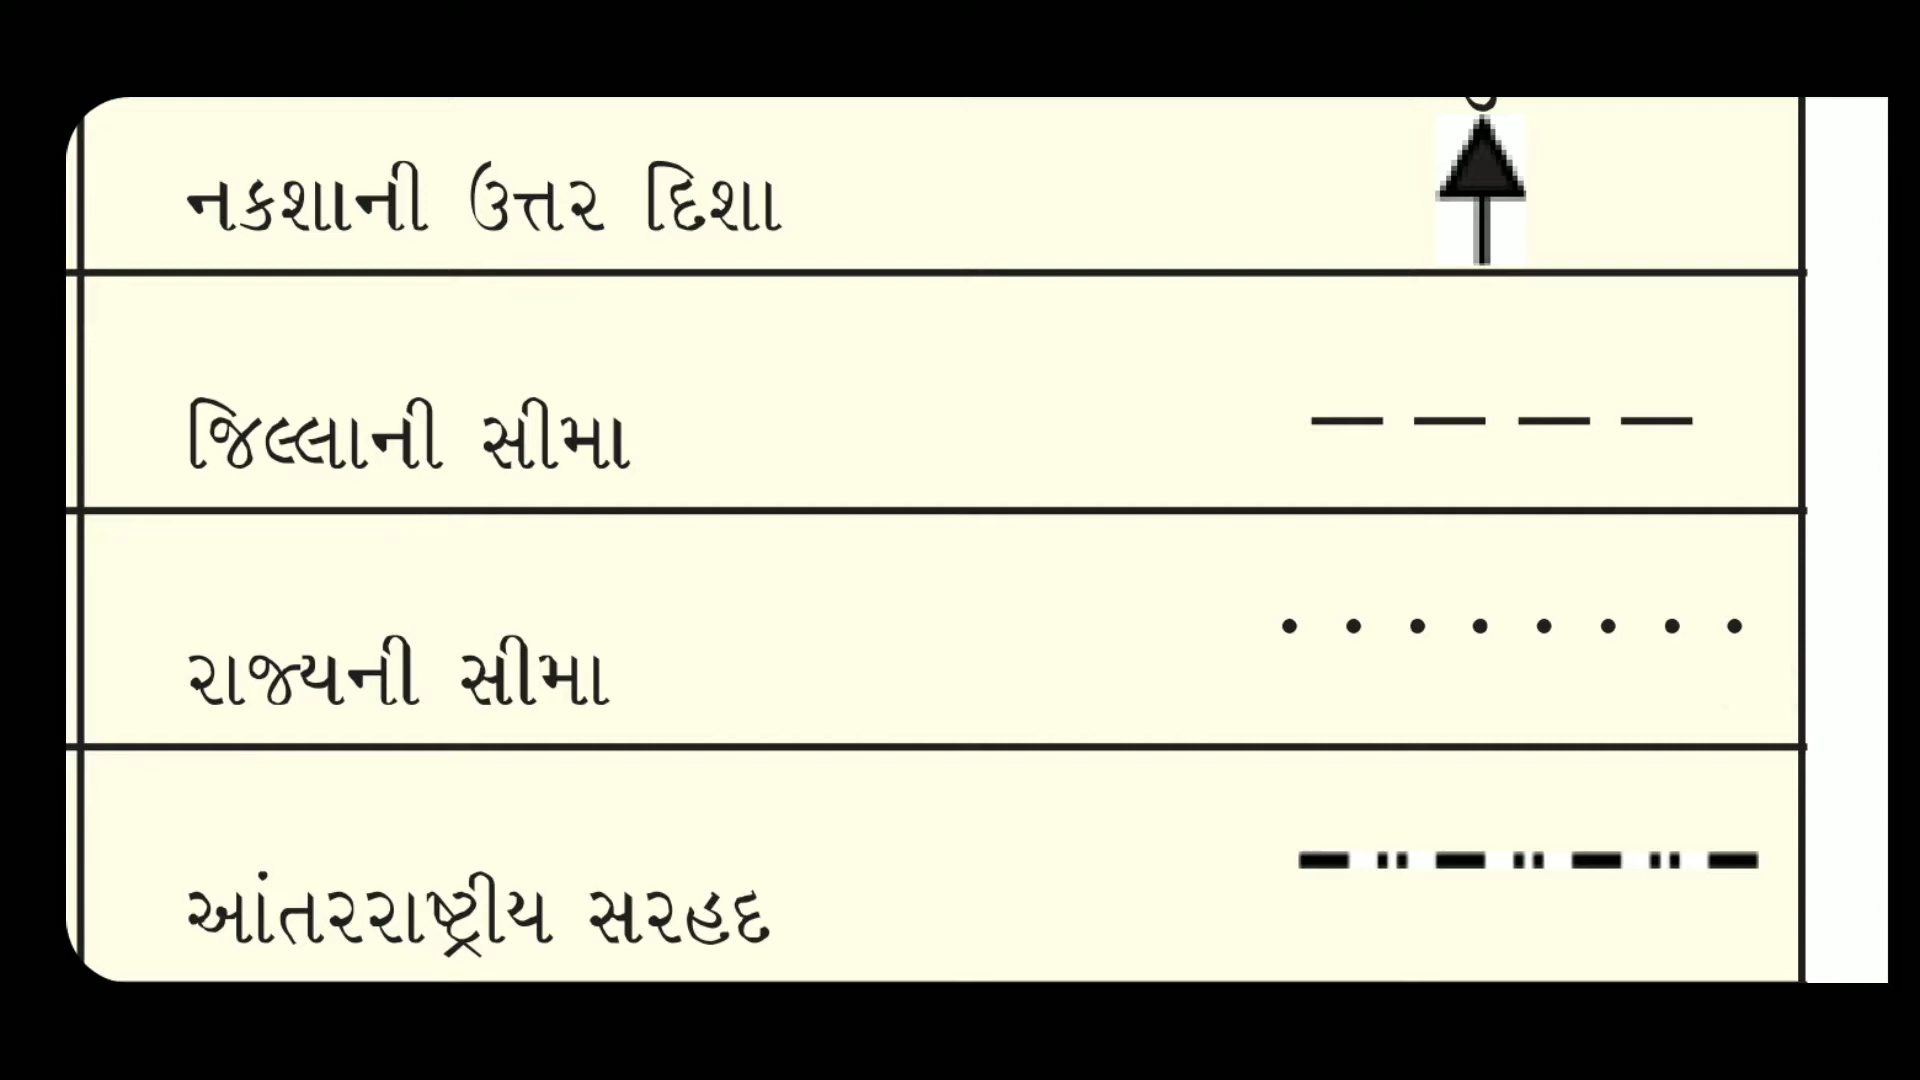 નકશાની ઉત્તર દિશા
જિલ્લાની સીમા
રાજ્યની સીમા
આંતરરાષ્ટ્રીય સરહદ